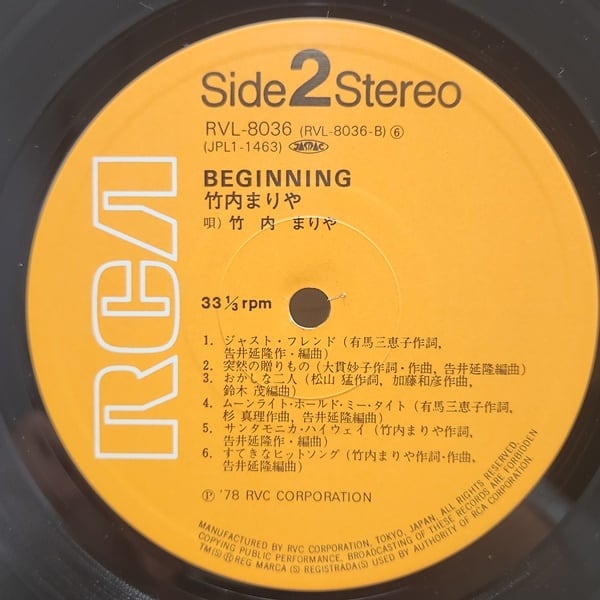 Side 2 Stereo
RVL-8036 (RVL-8036-B) ⑥
(JPL1-1463) JASRAC
BEGINNING
竹内まりや
唄) 竹 内 まりや
RCA
33 1/3 rpm
1. ジャスト・フレンド (有馬三恵子作詞,
告井延隆作・編曲)
2. 突然の贈りもの (大貫妙子作詞・作曲, 告井延隆編曲)
3. おかしな二人 (松山 猛作詞, 加藤和彦作曲,
鈴木 茂編曲)
4. ムーンライト・ホールド・ミー・タイト (有馬三恵子作詞,
杉 真理作曲, 告井延隆編曲)
5. サンタモニカ・ハイウェイ (竹内まりや作詞,
告井延隆作・編曲)
6. すてきなヒットソング (竹内まりや作詞・作曲,
告井延隆編曲)
Ⓟ '78 RVC CORPORATION
MANUFACTURED BY RVC CORPORATION, TOKYO, JAPAN. ALL RIGHTS RESERVED.
COPYING PUBLIC PERFORMANCE, BROADCASTING OF THESE RECORDS ARE FORBIDDEN
TM(S) ® REG MARCA(S) REGISTRADA(S) USED BY AUTHORITY OF RCA CORPORATION.